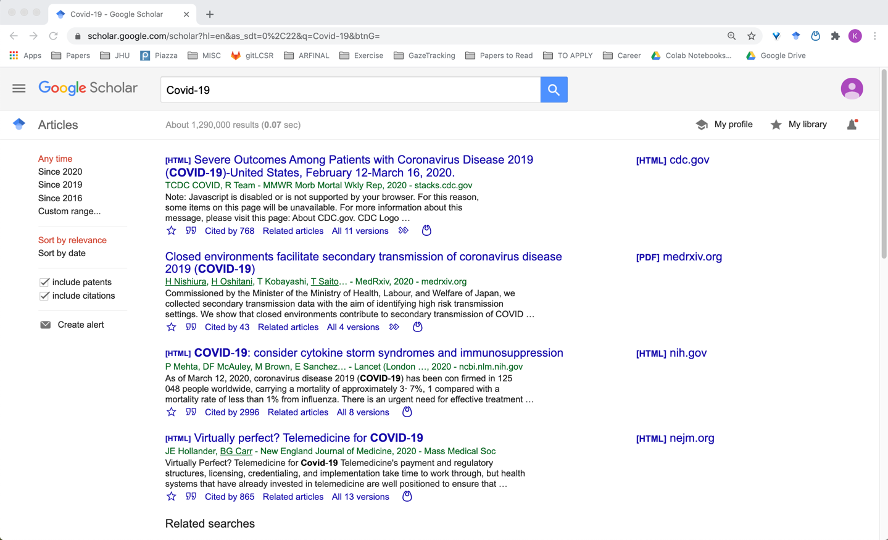 Covid-19 - Google Scholar
scholar.google.com/scholar?hl=en&as_sdt=0%2C22&q=Covid-19&btnG=
K
Apps Papers JHU Piazza MISC gitLCSR ARFINAL Exercise GazeTracking Papers to Read TO APPLY Career Colab Notebooks... Google Drive
Google Scholar Covid-19
Articles About 1,290,000 results (0.07 sec) My profile My library
Any time
Since 2020
Since 2019
Since 2016
Custom range...
Sort by relevance
Sort by date
include patents
include citations
Create alert
[HTML] Severe Outcomes Among Patients with Coronavirus Disease 2019 [HTML] cdc.gov
(COVID-19)-United States, February 12-March 16, 2020.
TCDC COVID, R Team - MMWR Morb Mortal Wkly Rep, 2020 - stacks.cdc.gov
Note: Javascript is disabled or is not supported by your browser. For this reason,
some items on this page will be unavailable. For more information about this
message, please visit this page: About CDC.gov. CDC Logo ...
Cited by 768 Related articles All 11 versions
Closed environments facilitate secondary transmission of coronavirus disease [PDF] medrxiv.org
2019 (COVID-19)
H Nishiura, H Oshitani, T Kobayashi, T Saito... - MedRxiv, 2020 - medrxiv.org
Commissioned by the Minister of the Ministry of Health, Labour, and Welfare of Japan, we
collected secondary transmission data with the aim of identifying high risk transmission
settings. We show that closed environments contribute to secondary transmission of COVID ...
Cited by 43 Related articles All 4 versions
[HTML] COVID-19: consider cytokine storm syndromes and immunosuppression [HTML] nih.gov
P Mehta, DF McAuley, M Brown, E Sanchez... - Lancet (London ..., 2020 - ncbi.nlm.nih.gov
As of March 12, 2020, coronavirus disease 2019 (COVID-19) has been con firmed in 125
048 people worldwide, carrying a mortality of approximately 3· 7%, 1 compared with a
mortality rate of less than 1% from influenza. There is an urgent need for effective treatment ...
Cited by 2996 Related articles All 8 versions
[HTML] Virtually perfect? Telemedicine for COVID-19 [HTML] nejm.org
JE Hollander, BG Carr - New England Journal of Medicine, 2020 - Mass Medical Soc
Virtually Perfect? Telemedicine for Covid-19 Telemedicine's payment and regulatory
structures, licensing, credentialing, and implementation take time to work through, but health
systems that have already invested in telemedicine are well positioned to ensure that ...
Cited by 865 Related articles All 13 versions
Related searches